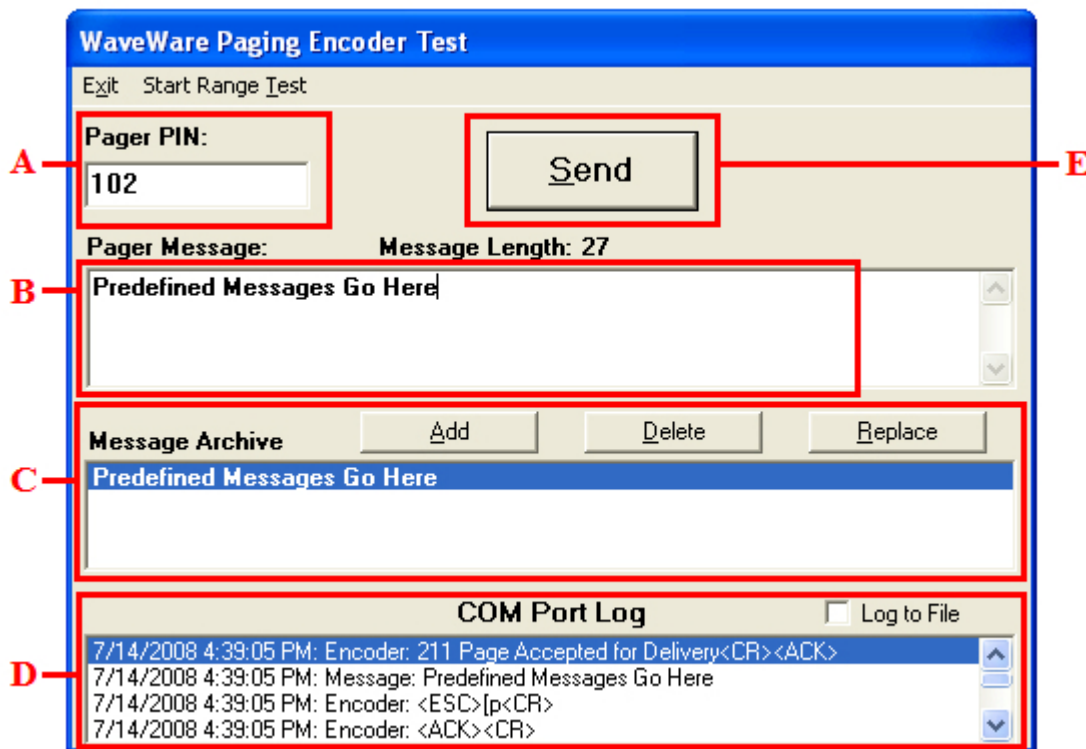 WaveWare Paging Encoder Test
Exit Start Range Test
Pager PIN:
A
102
Send
E
Pager Message: Message Length: 27
B
Predefined Messages Go Here
Message Archive Add Delete Replace
C
Predefined Messages Go Here
COM Port Log Log to File
D
7/14/2008 4:39:05 PM: Encoder: 211 Page Accepted for Delivery<CR><ACK>
7/14/2008 4:39:05 PM: Message: Predefined Messages Go Here
7/14/2008 4:39:05 PM: Encoder: <ESC>[p<CR>
7/14/2008 4:39:05 PM: Encoder: <ACK><CR>